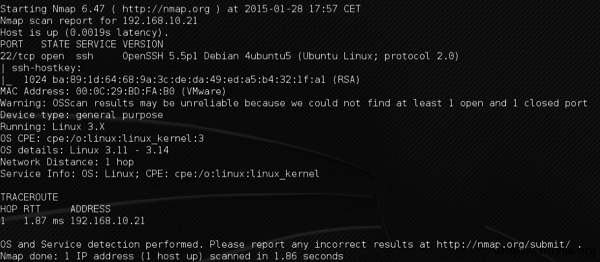 Starting Nmap 6.47 ( http://nmap.org ) at 2015-01-28 17:57 CET
Nmap scan report for 192.168.10.21
Host is up (0.0019s latency).
PORT   STATE SERVICE VERSION
22/tcp open  ssh     OpenSSH 5.5p1 Debian 4ubuntu5 (Ubuntu Linux; protocol 2.0)
| ssh-hostkey:
|_  1024 ba:89:1d:64:68:9a:3c:de:da:49:ed:a5:b4:32:1f:a1 (RSA)
MAC Address: 00:0C:29:BD:FA:B0 (VMware)
Warning: OSScan results may be unreliable because we could not find at least 1 open and 1 closed port
Device type: general purpose
Running: Linux 3.X
OS CPE: cpe:/o:linux:linux_kernel:3
OS details: Linux 3.11 - 3.14
Network Distance: 1 hop
Service Info: OS: Linux; CPE: cpe:/o:linux:linux_kernel
TRACEROUTE
HOP RTT     ADDRESS
1   1.87 ms 192.168.10.21
OS and Service detection performed. Please report any incorrect results at http://nmap.org/submit/ .
Nmap done: 1 IP address (1 host up) scanned in 1.86 seconds